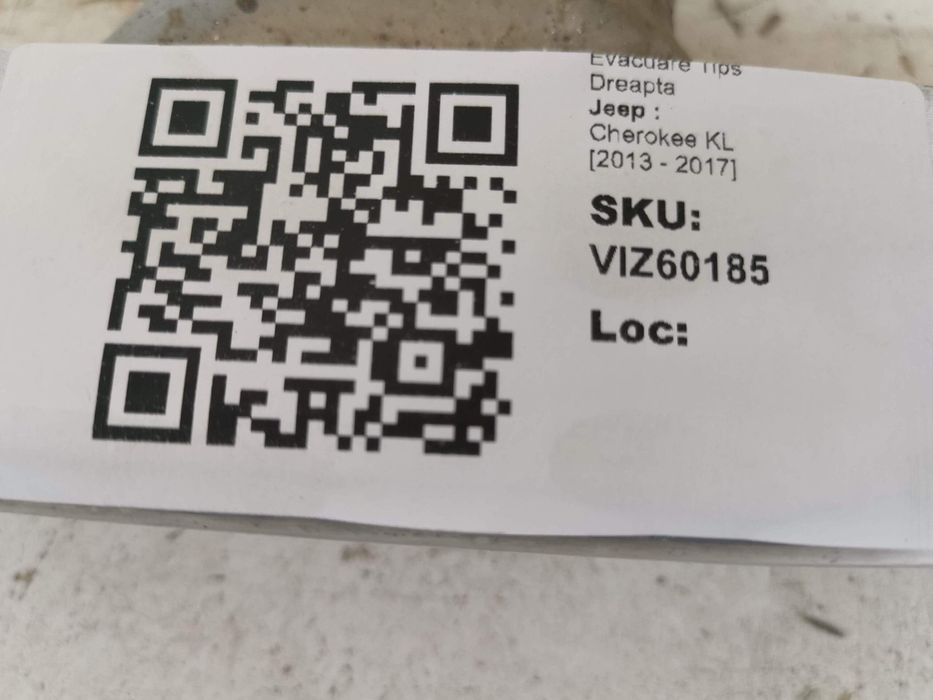 Evacuare Tips
Dreapta
Jeep :
Cherokee KL
[2013 - 2017]
SKU:
VIZ60185
Loc: